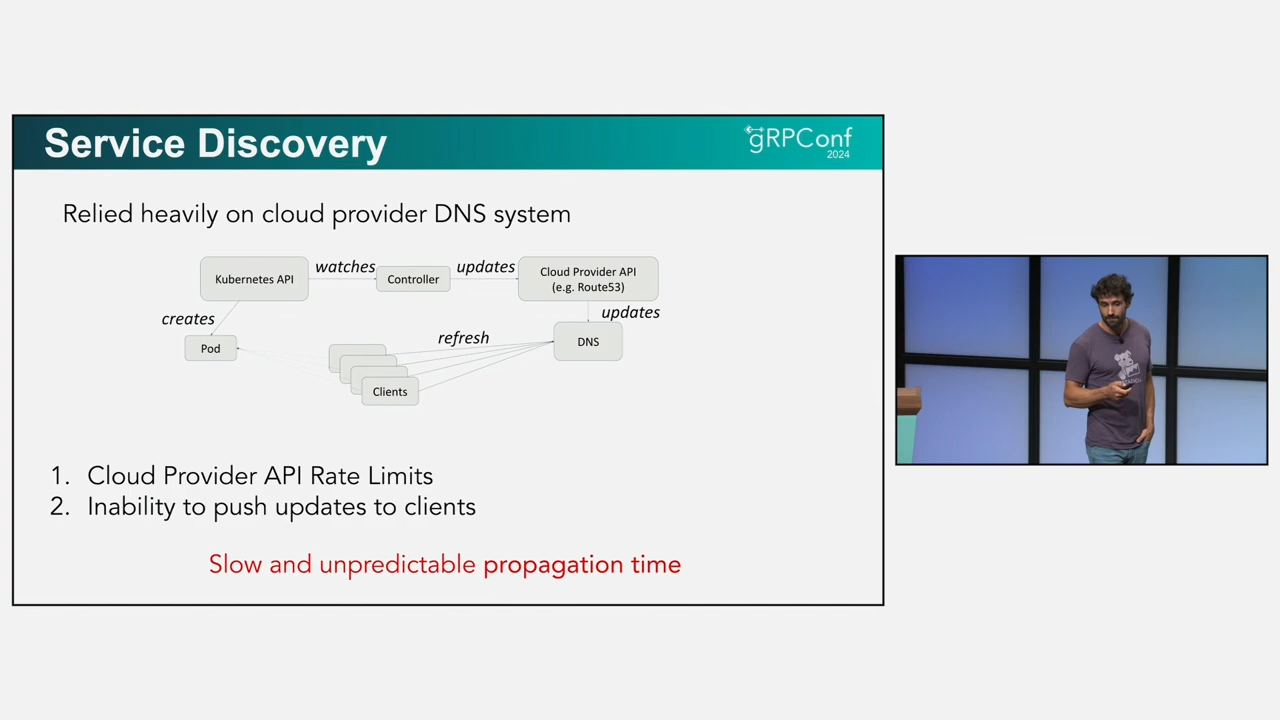 Service Discovery
gRPConf
2024
Relied heavily on cloud provider DNS system
Kubernetes API
watches
Controller
updates
Cloud Provider API
(e.g. Route53)
creates
updates
Pod
refresh
DNS
Clients
1. Cloud Provider API Rate Limits
2. Inability to push updates to clients
Slow and unpredictable propagation time